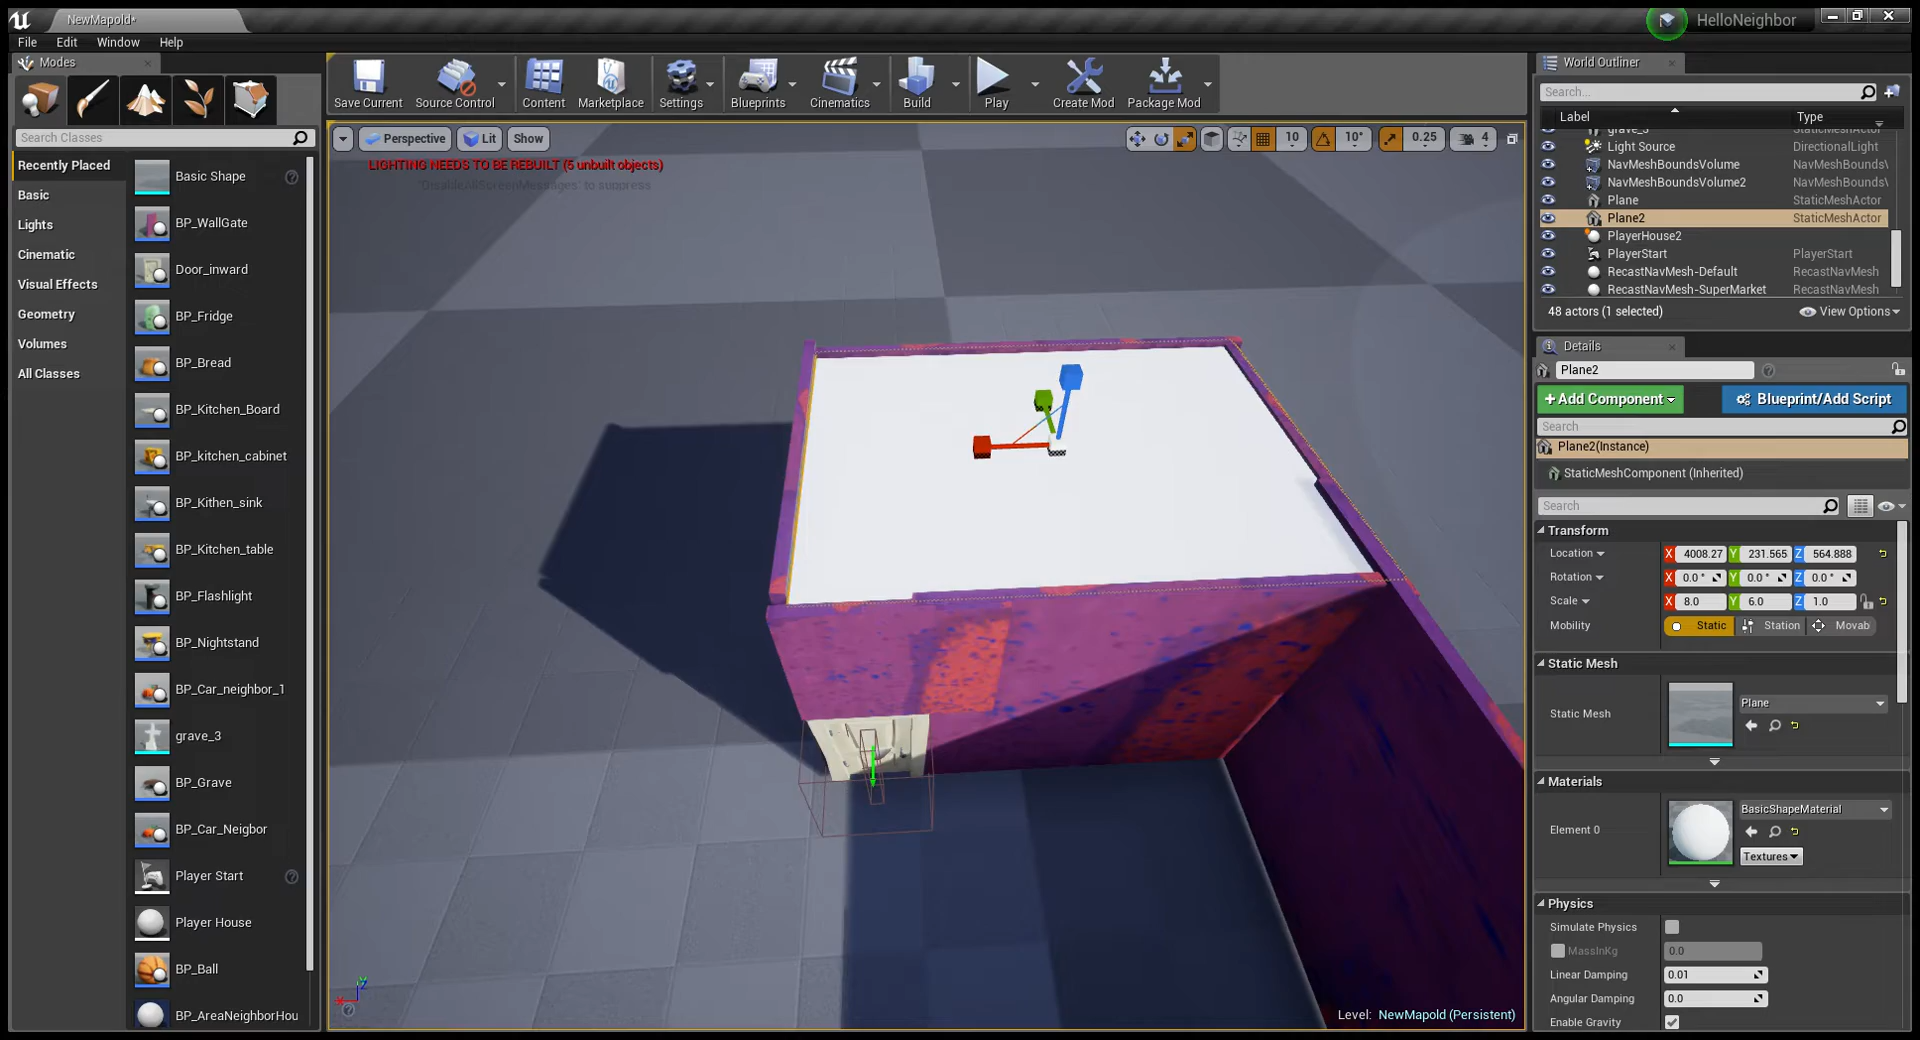 NewMapold*
HelloNeighbor
File Edit Window Help
Modes
Search Classes
Recently Placed
Basic
Lights
Cinematic
Visual Effects
Geometry
Volumes
All Classes
Basic Shape
BP_WallGate
Door_inward
BP_Fridge
BP_Bread
BP_Kitchen_Board
BP_kitchen_cabinet
BP_Kithen_sink
BP_Kitchen_table
BP_Flashlight
BP_Nightstand
BP_Car_neighbor_1
grave_3
BP_Grave
BP_Car_Neigbor
Player Start
Player House
BP_Ball
BP_AreaNeighborHou
Save Current Source Control Content Marketplace Settings Blueprints Cinematics Build Play Create Mod Package Mod
Perspective Lit Show 10 10° 0.25 4
LIGHTING NEEDS TO BE REBUILT (5 unbuilt objects)
'DisableAllScreenMessages' to suppress
Level: NewMapold (Persistent)
World Outliner
Search...
Label Type
grave_3 StaticMeshActor
Light Source DirectionalLight
NavMeshBoundsVolume NavMeshBounds\
NavMeshBoundsVolume2 NavMeshBounds\
Plane StaticMeshActor
Plane2 StaticMeshActor
PlayerHouse2
PlayerStart PlayerStart
RecastNavMesh-Default RecastNavMesh
RecastNavMesh-SuperMarket RecastNavMesh
48 actors (1 selected) View Options
Details
Plane2
+Add Component Blueprint/Add Script
Search
Plane2(Instance)
StaticMeshComponent (Inherited)
Search
Transform
Location X 4008.27 Y 231.565 Z 564.888
Rotation X 0.0° Y 0.0° Z 0.0°
Scale X 8.0 Y 6.0 Z 1.0
Mobility Static Station Movab
Static Mesh
Static Mesh Plane
Materials
Element 0 BasicShapeMaterial
Textures
Physics
Simulate Physics
MassInKg 0.0
Linear Damping 0.01
Angular Damping 0.0
Enable Gravity